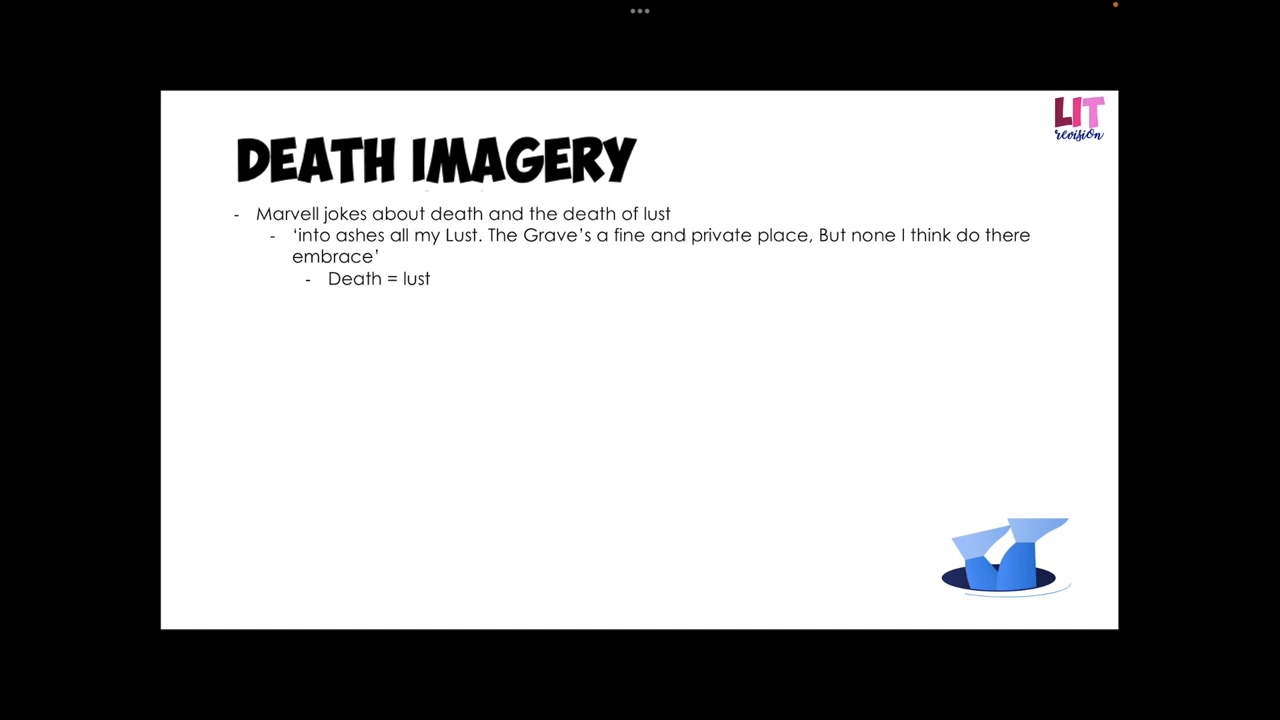 LIT
revision
DEATH IMAGERY
- Marvell jokes about death and the death of lust
- ‘into ashes all my Lust. The Grave’s a fine and private place, But none I think do there
embrace’
- Death = lust